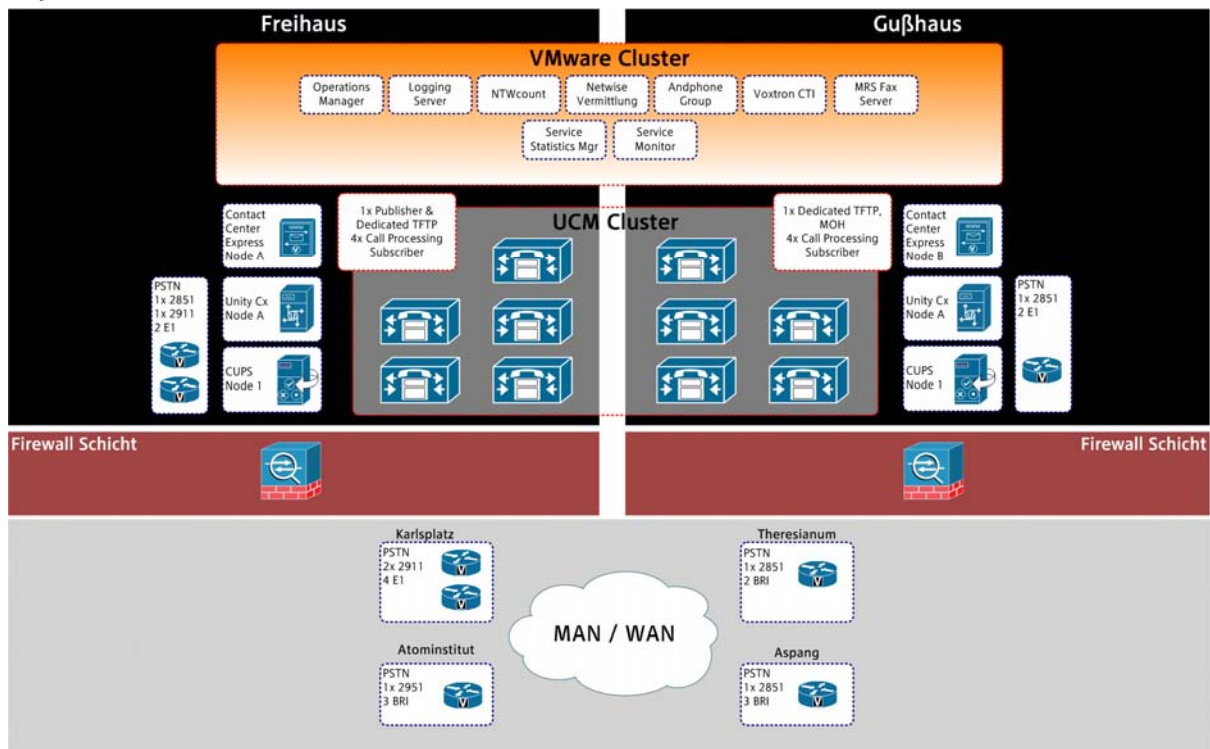 Freihaus
Gußhaus
VMware Cluster
Operations
Manager
Logging
Server
NTWcount
Netwise
Vermittlung
Andphone
Group
Voxtron CTI
MRS Fax
Server
Service
Statistics Mgr
Service
Monitor
UCM Cluster
1x Publisher &
Dedicated TFTP
4x Call Processing
Subscriber
1x Dedicated TFTP,
MOH
4x Call Processing
Subscriber
Contact
Center
Express
Node A
Unity Cx
Node A
CUPS
Node 1
PSTN
1x 2851
1x 2911
2 E1
V
V
Contact
Center
Express
Node B
Unity Cx
Node A
CUPS
Node 1
PSTN
1x 2851
2 E1
V
Firewall Schicht
Firewall Schicht
Karlsplatz
PSTN
2x 2911
4 E1
V
V
Theresianum
PSTN
1x 2851
2 BRI
V
MAN / WAN
Atominstitut
PSTN
1x 2951
3 BRI
V
Aspang
PSTN
1x 2851
3 BRI
V